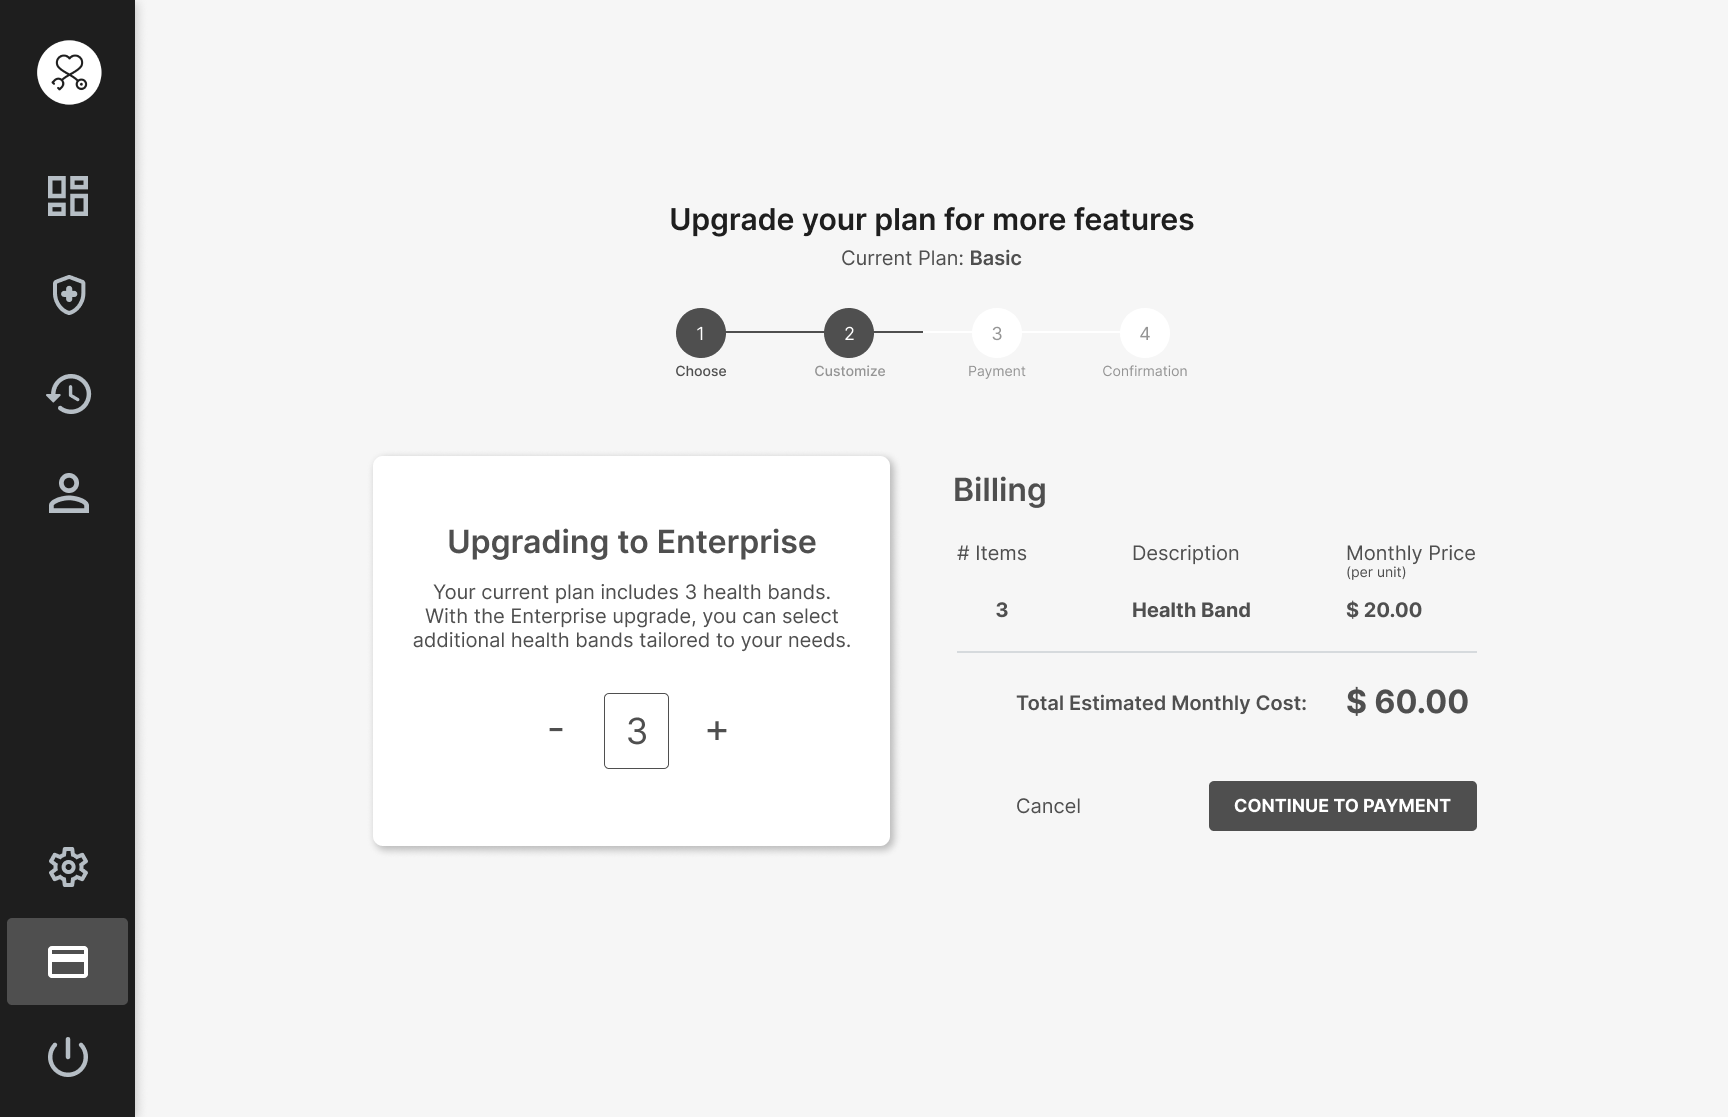 Upgrade your plan for more features
Current Plan: Basic
1
2
3
4
Choose
Customize
Payment
Confirmation
Upgrading to Enterprise
Your current plan includes 3 health bands.
With the Enterprise upgrade, you can select
additional health bands tailored to your needs.
- 3 +
Billing
# Items Description Monthly Price
(per unit)
3 Health Band $ 20.00
Total Estimated Monthly Cost: $ 60.00
Cancel CONTINUE TO PAYMENT